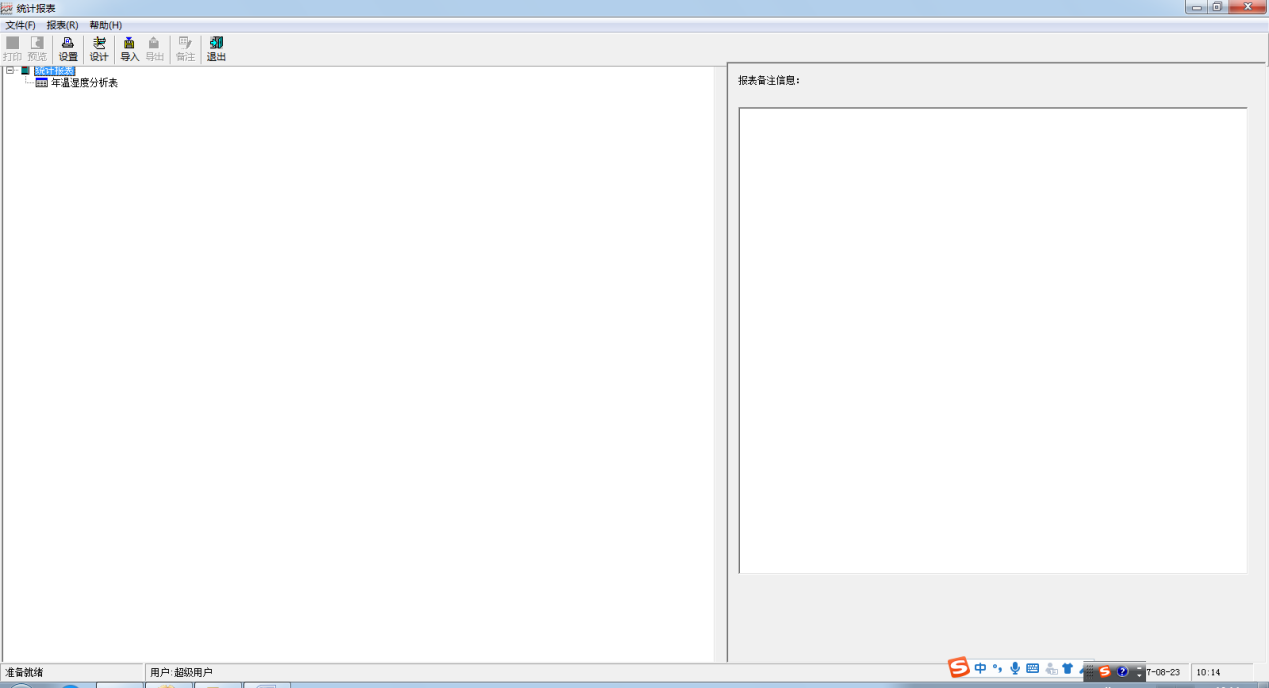 统计报表
文件(F) 报表(R) 帮助(H)
打印 预览 设置 设计 导入 导出 备注 退出
统计报表
年温湿度分析表
报表备注信息:
准备就绪 用户:超级用户 中 7-08-23 10:14